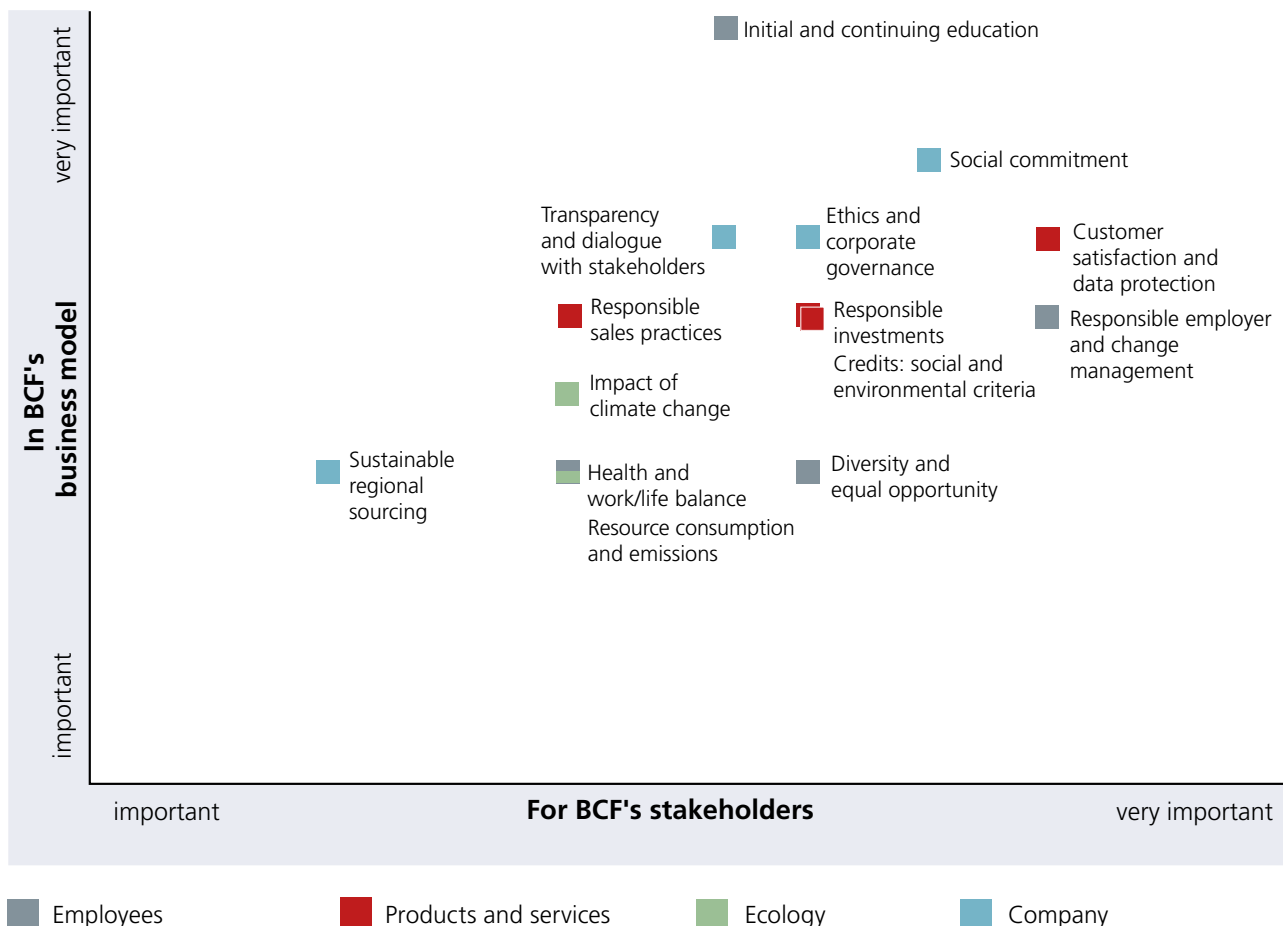 very important
Initial and continuing education
Social commitment
Transparency
and dialogue
with stakeholders
Ethics and
corporate
governance
Customer
satisfaction and
data protection
Responsible
sales practices
Responsible
investments
Credits: social and
environmental criteria
Responsible employer
and change
management
Impact of
climate change
In BCF's
business model
Sustainable
regional
sourcing
Health and
work/life balance
Resource consumption
and emissions
Diversity and
equal opportunity
important
important
For BCF's stakeholders
very important
Employees
Products and services
Ecology
Company